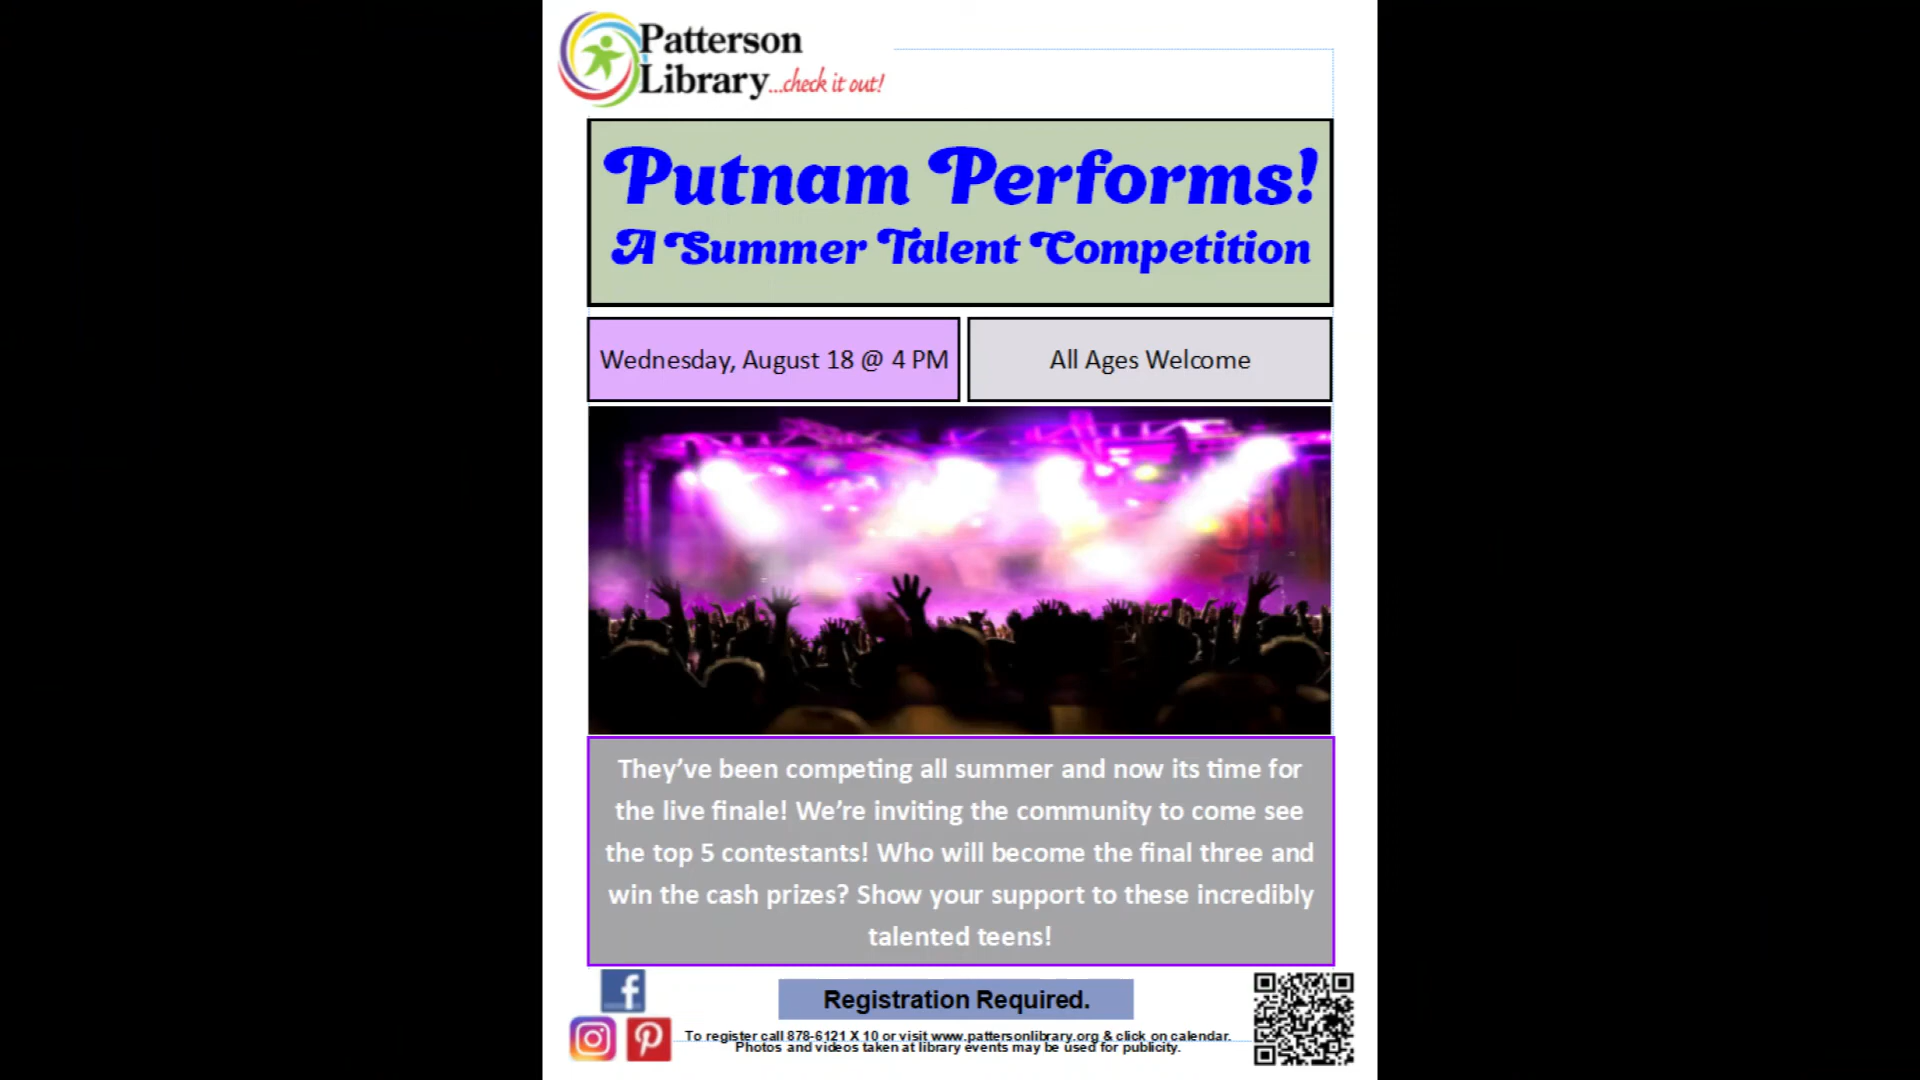 Patterson
Library...check it out!
Putnam Performs!
A Summer Talent Competition
Wednesday, August 18 @ 4 PM
All Ages Welcome
They've been competing all summer and now its time for
the live finale! We're inviting the community to come see
the top 5 contestants! Who will become the final three and
win the cash prizes? Show your support to these incredibly
talented teens!
Registration Required.
To register call 878-6121 X 10 or visit www.pattersonlibrary.org & click on calendar.
Photos and videos taken at library events may be used for publicity.